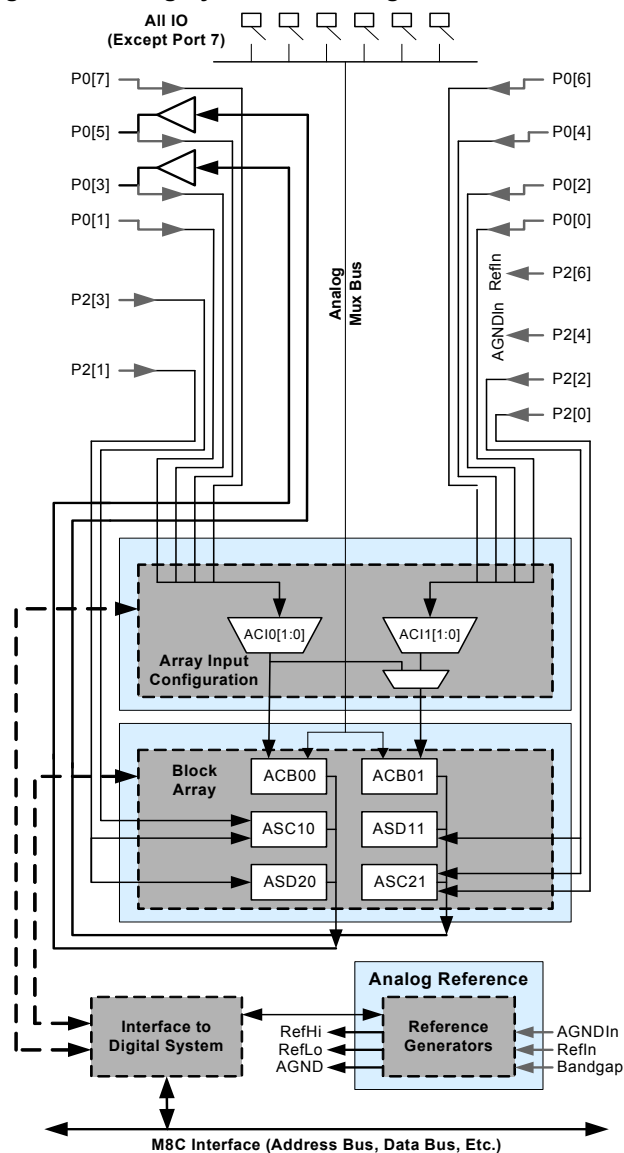 All IO
(Except Port 7)
P0[7]
P0[6]
P0[5]
P0[4]
P0[3]
P0[2]
P0[1]
P0[0]
RefIn
P2[6]
Analog
Mux Bus
P2[3]
AGNDIn
P2[4]
P2[1]
P2[2]
P2[0]
ACI0[1:0]
ACI1[1:0]
Array Input
Configuration
Block
Array
ACB00
ACB01
ASC10
ASD11
ASD20
ASC21
Analog Reference
Interface to
Digital System
RefHi
RefLo
AGND
Reference
Generators
AGNDIn
RefIn
Bandgap
M8C Interface (Address Bus, Data Bus, Etc.)